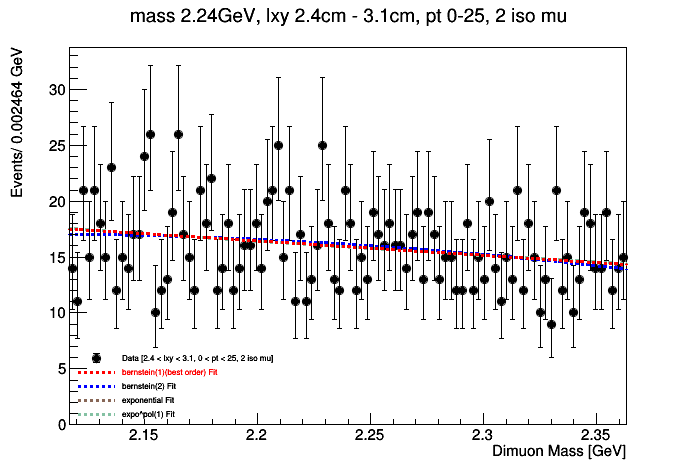 mass 2.24GeV, lxy 2.4cm - 3.1cm, pt 0-25, 2 iso mu
Events/ 0.002464 GeV
30
25
20
15
10
5
0
Data [2.4 < lxy < 3.1, 0 < pt < 25, 2 iso mu]
bernstein(1)(best order) Fit
bernstein(2) Fit
exponential Fit
expo*pol(1) Fit
2.15 2.2 2.25 2.3 2.35
Dimuon Mass [GeV]